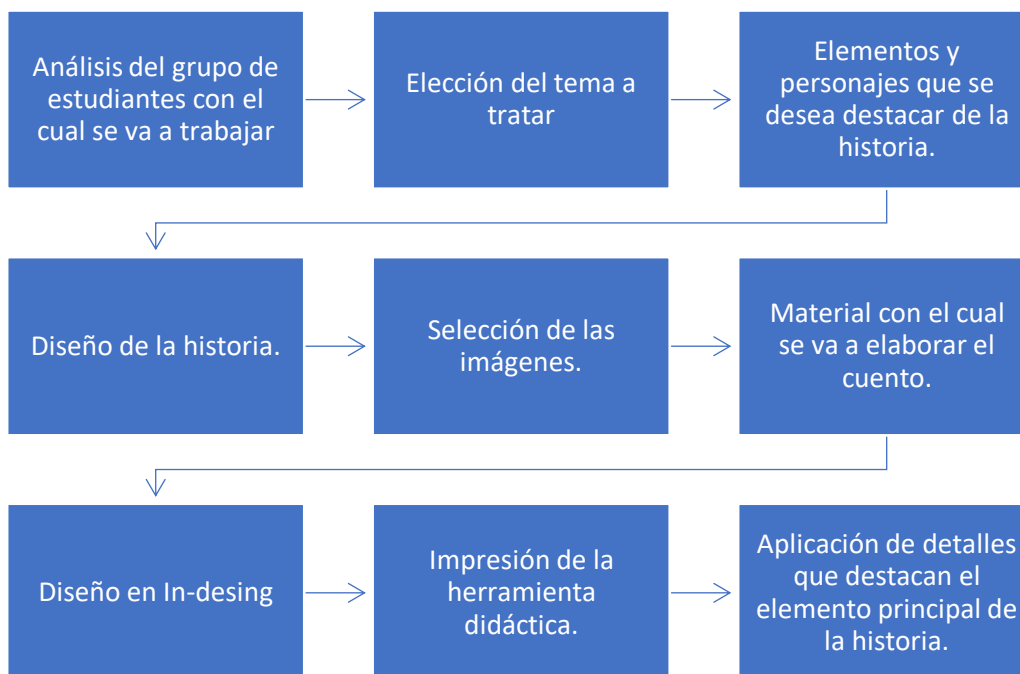 Análisis del grupo de
estudiantes con el
cual se va a trabajar
Elección del tema a
tratar
Elementos y
personajes que se
desea destacar de la
historia.
Diseño de la historia.
Selección de las
imágenes.
Material con el cual
se va a elaborar el
cuento.
Diseño en In-desing
Impresión de la
herramienta
didáctica.
Aplicación de detalles
que destacan el
elemento principal de
la historia.